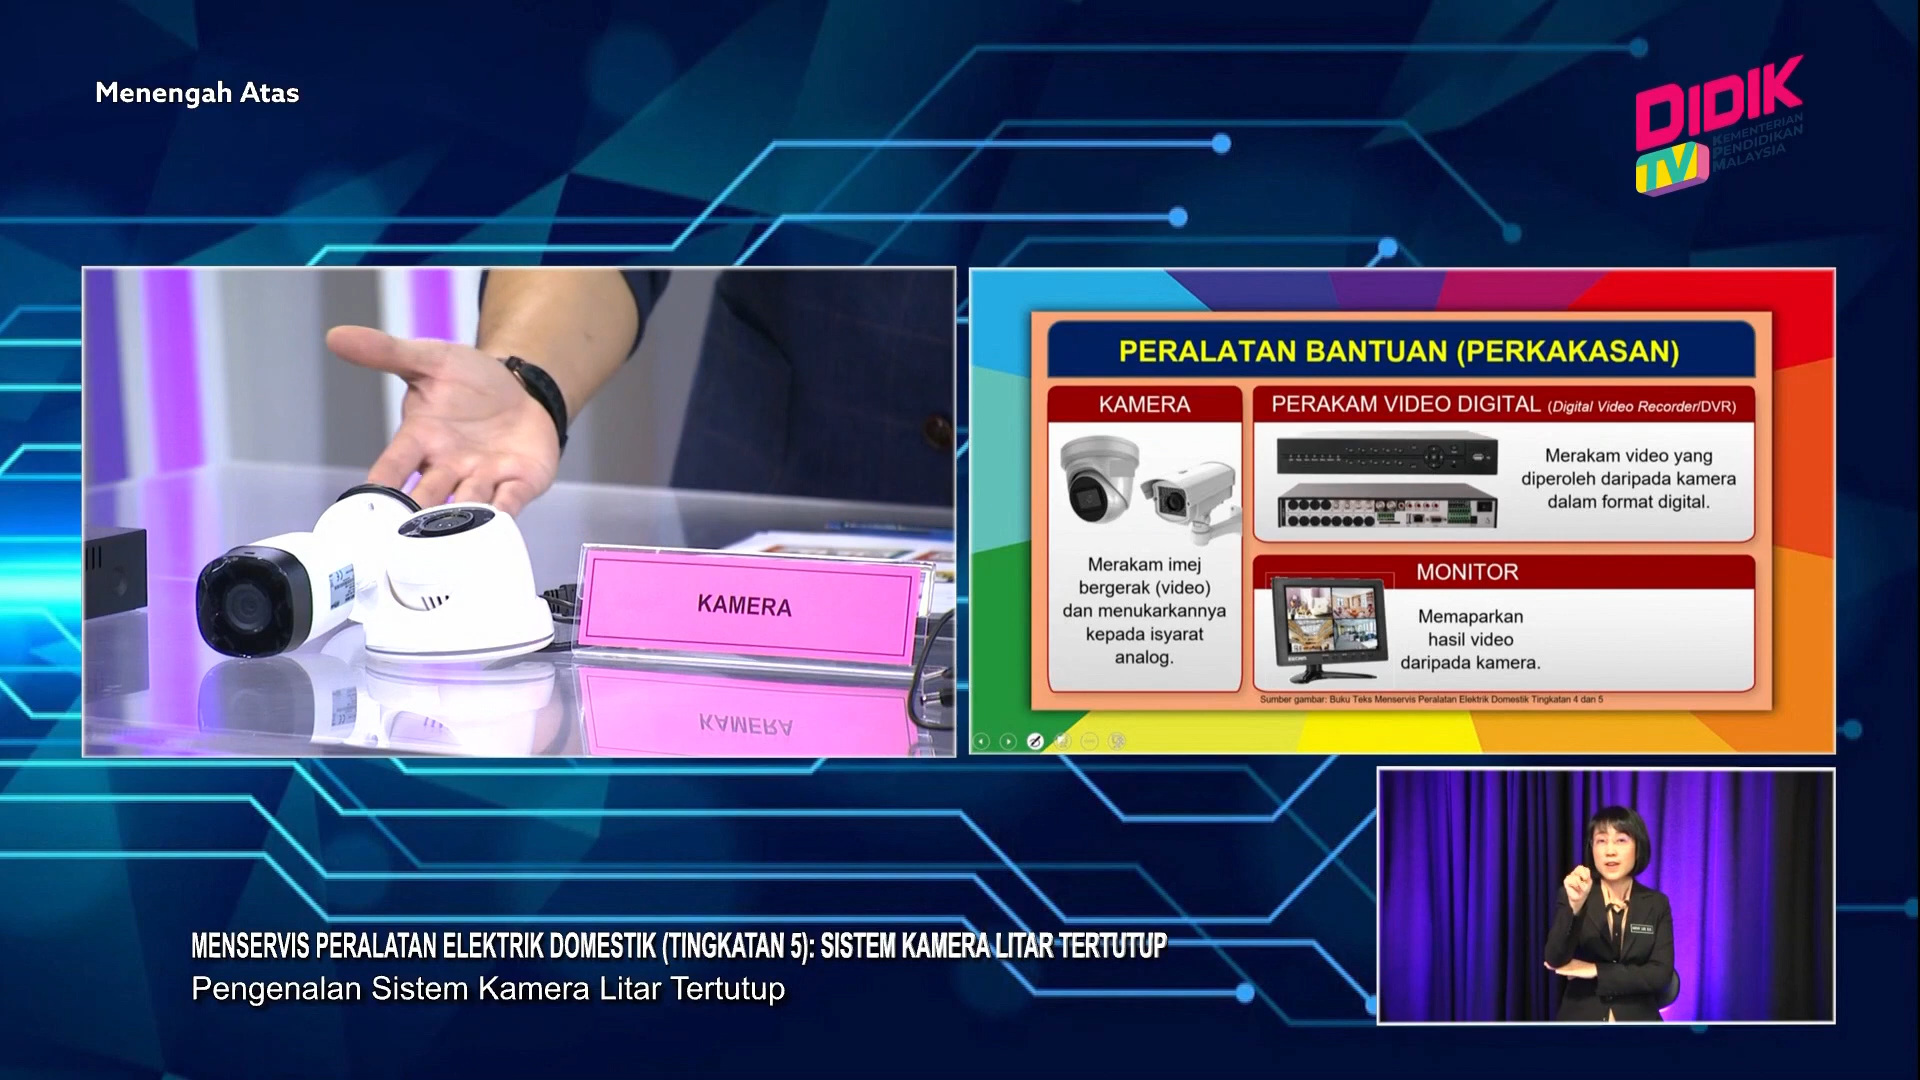 Menengah Atas
DIDIK
TV
KEMENTERIAN
PENDIDIKAN
MALAYSIA
KAMERA
PERALATAN BANTUAN (PERKAKASAN)
KAMERA
Merakam imej
bergerak (video)
dan menukarkannya
kepada isyarat
analog.
PERAKAM VIDEO DIGITAL (Digital Video Recorder/DVR)
Merakam video yang
diperoleh daripada kamera
dalam format digital.
MONITOR
Memaparkan
hasil video
daripada kamera.
Sumber gambar: Buku Teks Menservis Peralatan Elektrik Domestik Tingkatan 4 dan 5
MENSERVIS PERALATAN ELEKTRIK DOMESTIK (TINGKATAN 5): SISTEM KAMERA LITAR TERTUTUP
Pengenalan Sistem Kamera Litar Tertutup